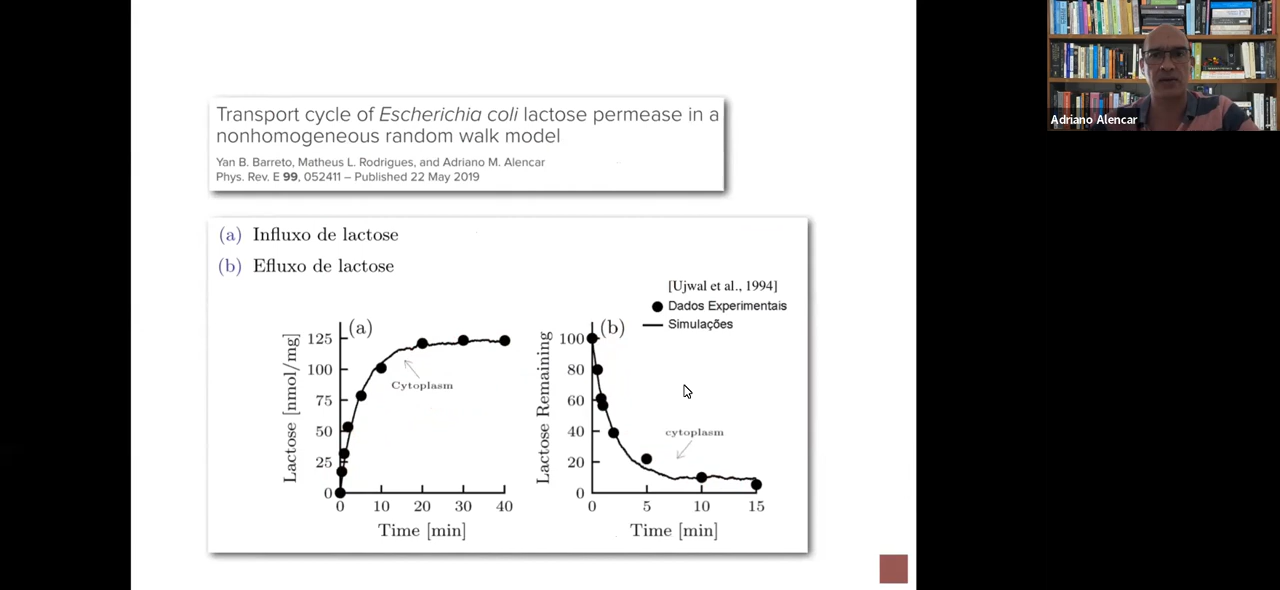 Transport cycle of Escherichia coli lactose permease in a
nonhomogeneous random walk model
Yan B. Barreto, Matheus L. Rodrigues, and Adriano M. Alencar
Phys. Rev. E 99, 052411 – Published 22 May 2019
Adriano Alencar
(a) Influxo de lactose
(b) Efluxo de lactose
[Ujwal et al., 1994]
Dados Experimentais
Simulações
(a)
Lactose [nmol/mg]
125
100
75
50
25
0
Cytoplasm
0 10 20 30 40
Time [min]
(b)
Lactose Remaining
100
80
60
40
20
0
cytoplasm
0 5 10 15
Time [min]